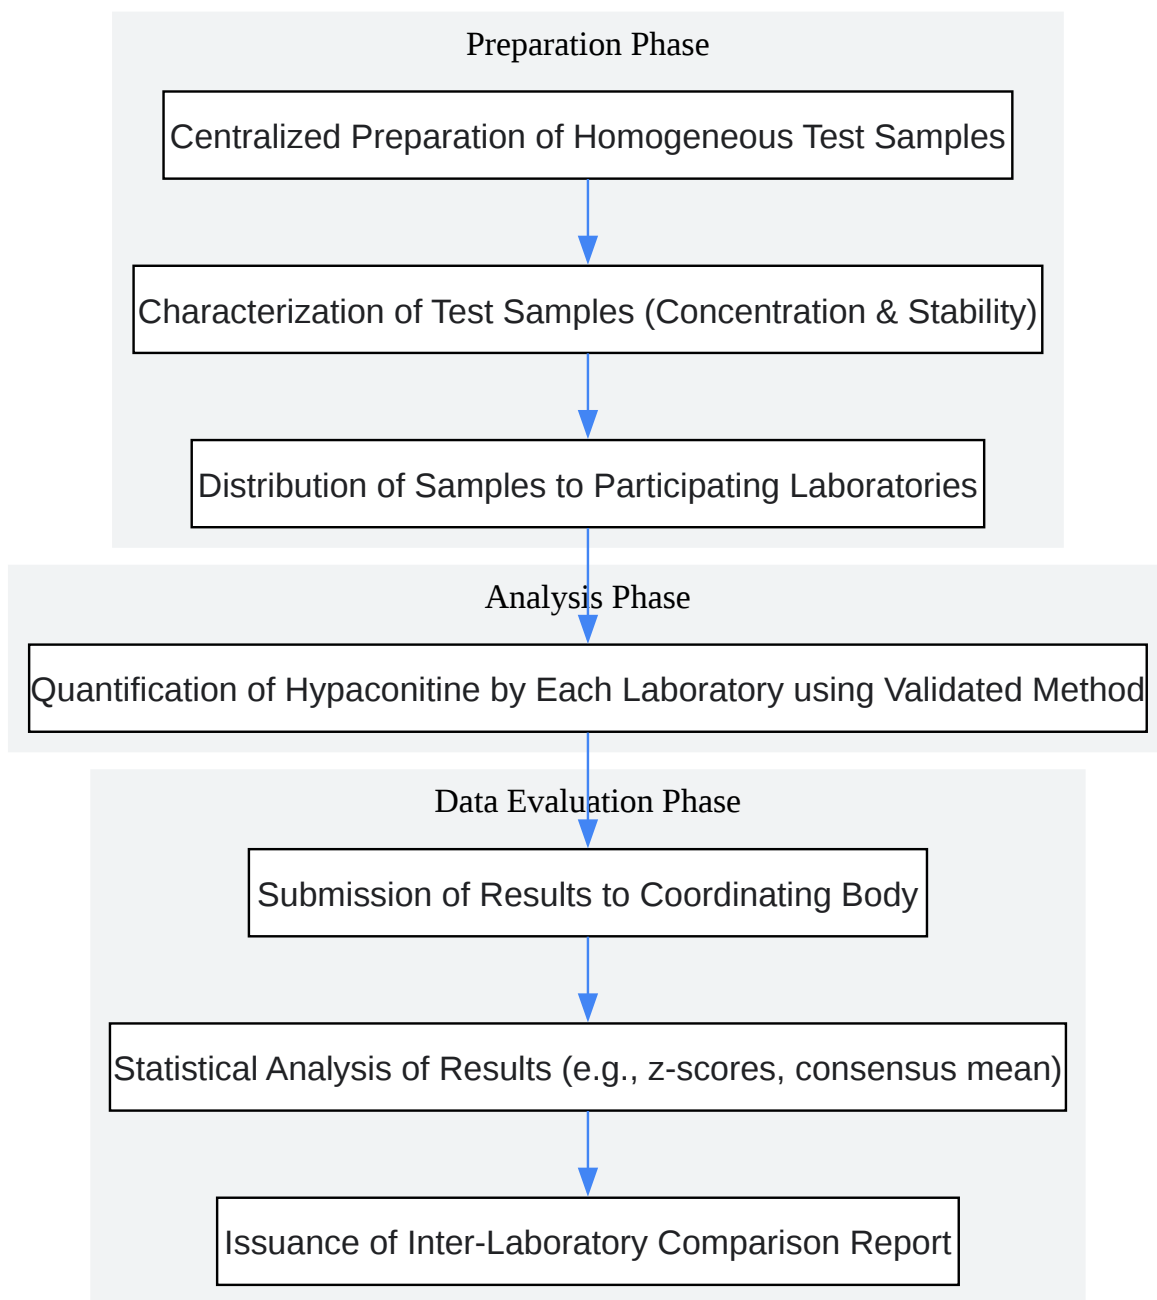 Preparation Phase
Centralized Preparation of Homogeneous Test Samples
Characterization of Test Samples (Concentration & Stability)
Distribution of Samples to Participating Laboratories
Analysis Phase
Quantification of Hypaconitine by Each Laboratory using Validated Method
Data Evaluation Phase
Submission of Results to Coordinating Body
Statistical Analysis of Results (e.g., z-scores, consensus mean)
Issuance of Inter-Laboratory Comparison Report